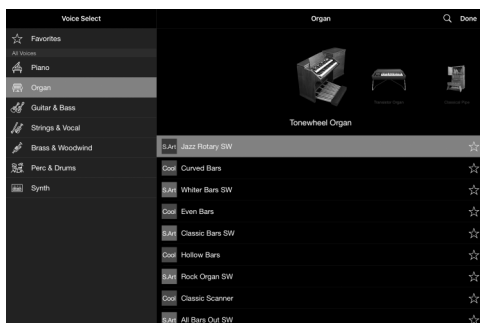 Voice Select
Organ
Done
Favorites
All Voices
Piano
Organ
Guitar & Bass
Strings & Vocal
Brass & Woodwind
Perc & Drums
Synth
Tonewheel Organ
S.Art Jazz Rotary SW
Cool Curved Bars
S.Art Whiter Bars SW
Cool Even Bars
S.Art Classic Bars SW
Cool Hollow Bars
S.Art Rock Organ SW
Cool Classic Scanner
S.Art All Bars Out SW